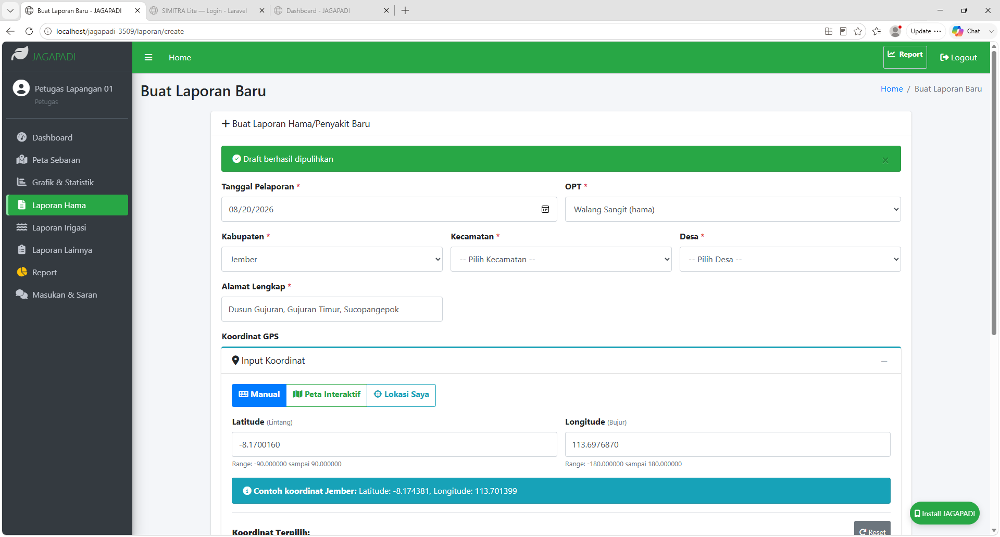 Buat Laporan Baru - JAGAPADI
SIMITRA Lite — Login - Laravel
Dashboard - JAGAPADI
localhost/jagapadi-3509/laporan/create
Update
Chat
JAGAPADI
Home
Report
Logout
Petugas Lapangan 01
Petugas
Dashboard
Peta Sebaran
Grafik & Statistik
Laporan Hama
Laporan Irigasi
Laporan Lainnya
Report
Masukan & Saran
Buat Laporan Baru
Home / Buat Laporan Baru
Buat Laporan Hama/Penyakit Baru
Draft berhasil dipulihkan
Tanggal Pelaporan *
OPT *
08/20/2026
Walang Sangit (hama)
Kabupaten *
Kecamatan *
Desa *
Jember
-- Pilih Kecamatan --
-- Pilih Desa --
Alamat Lengkap *
Dusun Gujuran, Gujuran Timur, Sucopangepok
Koordinat GPS
Input Koordinat
Manual
Peta Interaktif
Lokasi Saya
Latitude (Lintang)
Longitude (Bujur)
-8.1700160
113.6976870
Range: -90.000000 sampai 90.000000
Range: -180.000000 sampai 180.000000
Contoh koordinat Jember: Latitude: -8.174381, Longitude: 113.701399
Install JAGAPADI
Koordinat Terpilih:
Reset